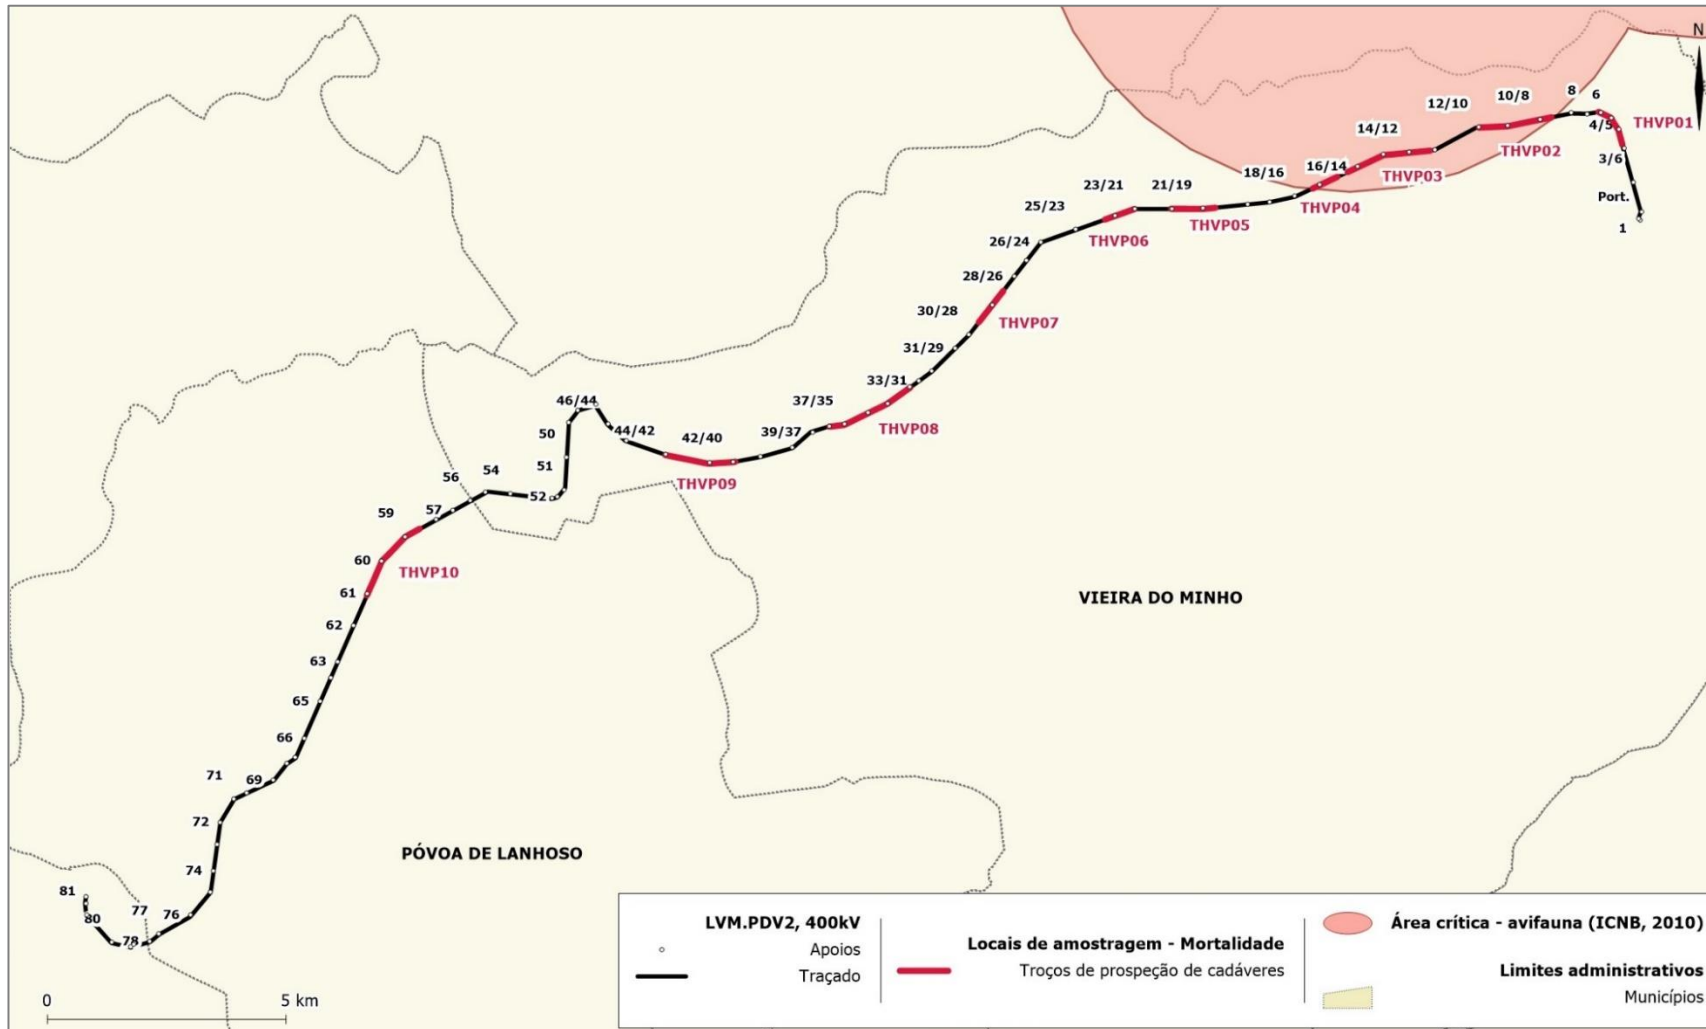 N
8
6
12/10
10/8
4/5
THVP01
14/12
THVP02
3/6
16/14
THVP03
18/16
Port.
23/21
21/19
THVP04
1
25/23
THVP05
26/24
THVP06
28/26
30/28
THVP07
31/29
33/31
46/44
37/35
THVP08
50
44/42
42/40
39/37
51
56
54
THVP09
52
59
57
60
THVP10
61
VIEIRA DO MINHO
62
63
65
66
71
69
72
PÓVOA DE LANHOSO
74
81
77
76
80
78
0
5 km
LVM.PDV2, 400kV
Apoios
Traçado
Locais de amostragem - Mortalidade
Troços de prospeção de cadáveres
Área crítica - avifauna (ICNB, 2010)
Limites administrativos
Municípios